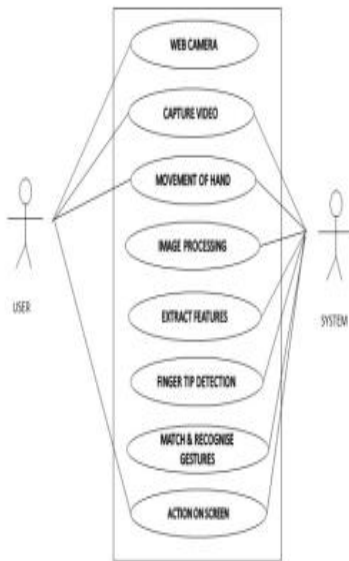 WEB CAMERA
CAPTURE VIDEO
MOVEMENT OF HAND
IMAGE PROCESSING
USER
EXTRACT FEATURES
SYSTEM
FINGER TIP DETECTION
MATCH & RECOGNISE
GESTURES
ACTION ON SCREEN